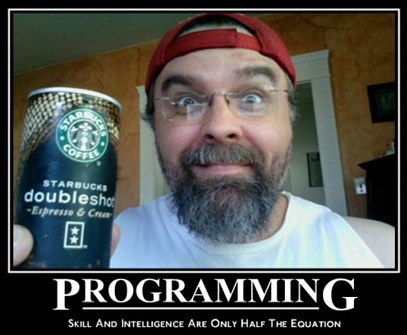 STARBUCKS
COFFEE
STARBUCKS
doubleshot
-Espresso & Cream-
PROGRAMMING
SKILL AND INTELLIGENCE ARE ONLY HALF THE EQUATION